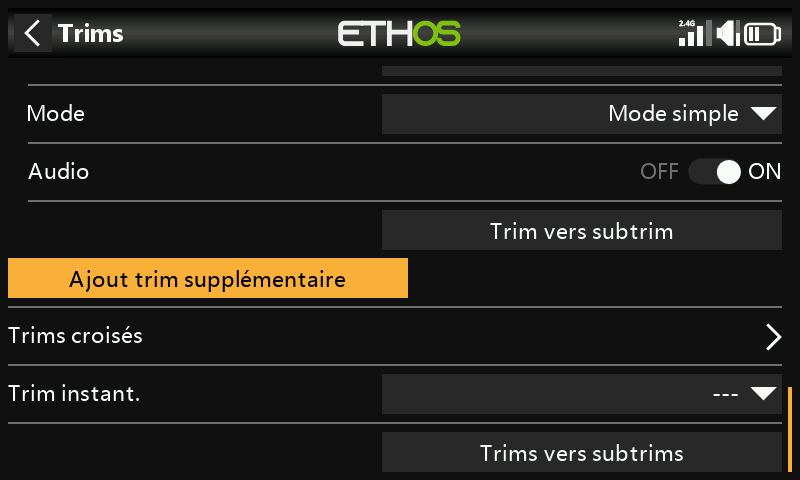 Trims
ETHOS
2.4G
Mode
Mode simple
Audio
OFF
ON
Trim vers subtrim
Ajout trim supplémentaire
Trims croisés
Trim instant.
---
Trims vers subtrims